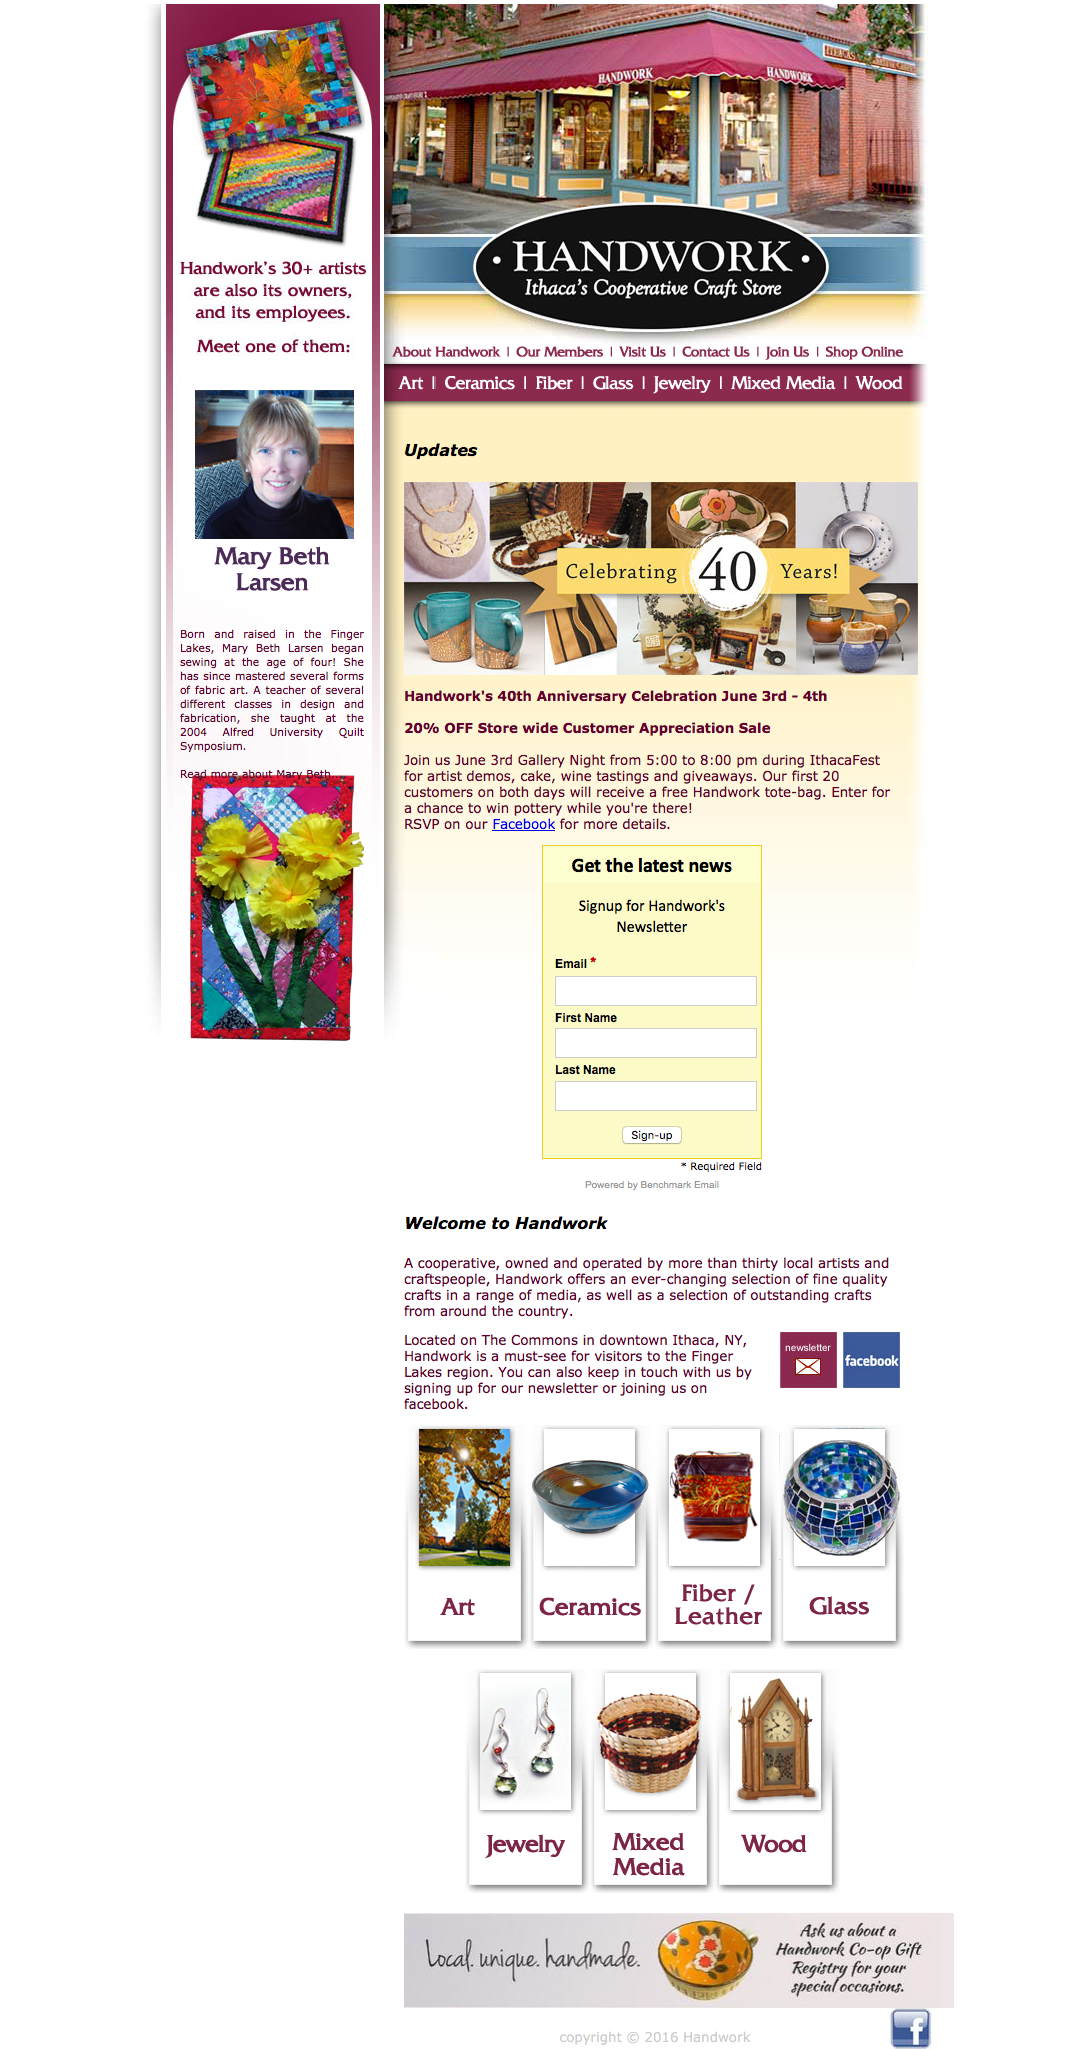 Handwork's 30+ artists
are also its owners,
and its employees.
Meet one of them:
Mary Beth
Larsen
Born and raised in the Finger
Lakes, Mary Beth Larsen began
sewing at the age of four! She
has since mastered several forms
of fabric art. A teacher of several
different classes in design and
fabrication, she taught at the
2004 Alfred University Quilt
Symposium.
Read more about Mary Beth
HANDWORK
HANDWORK
• HANDWORK •
Ithaca's Cooperative Craft Store
About Handwork | Our Members | Visit Us | Contact Us | Join Us | Shop Online
Art | Ceramics | Fiber | Glass | Jewelry | Mixed Media | Wood
Updates
Celebrating 40 Years!
Handwork's 40th Anniversary Celebration June 3rd - 4th
20% OFF Store wide Customer Appreciation Sale
Join us June 3rd Gallery Night from 5:00 to 8:00 pm during IthacaFest
for artist demos, cake, wine tastings and giveaways. Our first 20
customers on both days will receive a free Handwork tote-bag. Enter for
a chance to win pottery while you're there!
RSVP on our Facebook for more details.
Get the latest news
Signup for Handwork's
Newsletter
Email *
First Name
Last Name
Sign-up
* Required Field
Powered by Benchmark Email
Welcome to Handwork
A cooperative, owned and operated by more than thirty local artists and
craftspeople, Handwork offers an ever-changing selection of fine quality
crafts in a range of media, as well as a selection of outstanding crafts
from around the country.
Located on The Commons in downtown Ithaca, NY,
Handwork is a must-see for visitors to the Finger
Lakes region. You can also keep in touch with us by
signing up for our newsletter or joining us on
facebook.
newsletter
facebook
Art
Ceramics
Fiber /
Leather
Glass
Jewelry
Mixed
Media
Wood
Local. unique. handmade.
Ask us about a
Handwork Co-op Gift
Registry for your
special occasions.
f
copyright © 2016 Handwork